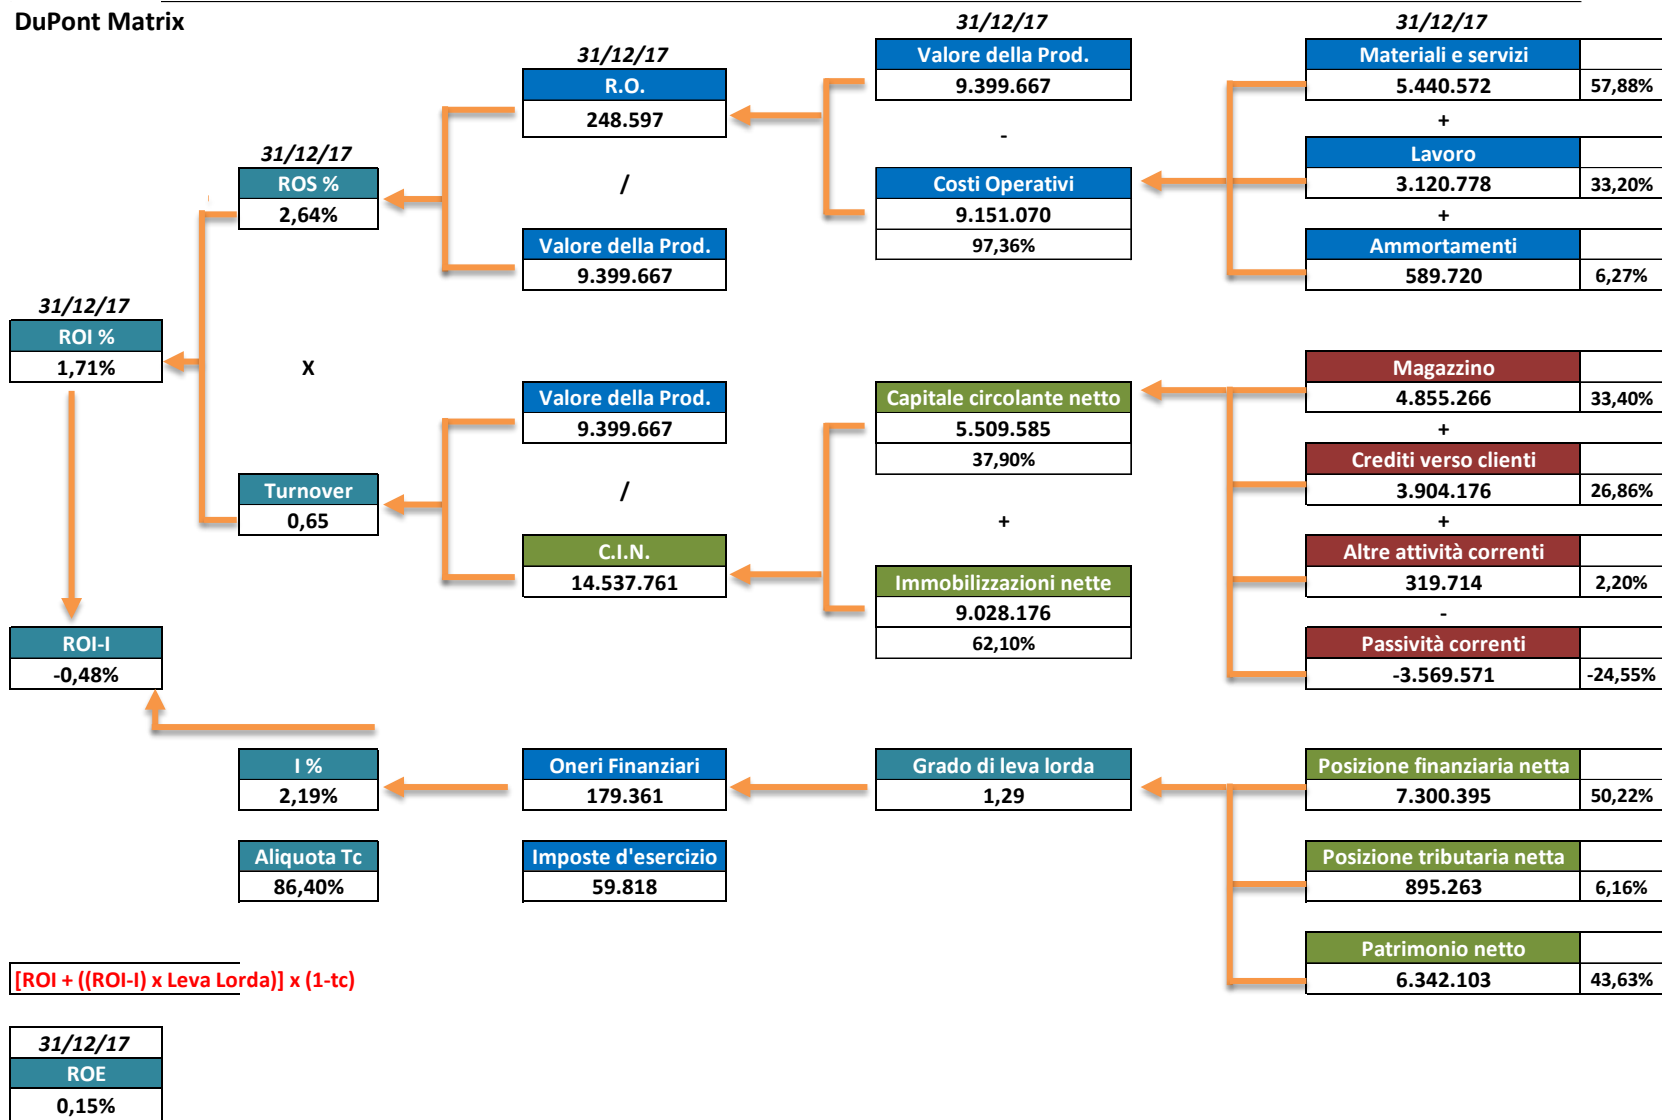 DuPont Matrix
31/12/17
31/12/17
Valore della Prod.
Materiali e servizi
31/12/17
9.399.667
5.440.572
57,88%
R.O.
248.597
-
+
31/12/17
Lavoro
ROS %
/
Costi Operativi
3.120.778
33,20%
2,64%
9.151.070
+
Valore della Prod.
97,36%
Ammortamenti
9.399.667
589.720
6,27%
31/12/17
ROI %
1,71%
X
Magazzino
Valore della Prod.
Capitale circolante netto
4.855.266
33,40%
9.399.667
5.509.585
+
37,90%
Crediti verso clienti
Turnover
/
3.904.176
26,86%
0,65
+
+
C.I.N.
Altre attività correnti
14.537.761
Immobilizzazioni nette
319.714
2,20%
9.028.176
-
ROI-I
62,10%
Passività correnti
-0,48%
-3.569.571
-24,55%
I %
Oneri Finanziari
Grado di leva lorda
Posizione finanziaria netta
2,19%
179.361
1,29
7.300.395
50,22%
Aliquota Tc
Imposte d'esercizio
Posizione tributaria netta
86,40%
59.818
895.263
6,16%
Patrimonio netto
[ROI + ((ROI-I) x Leva Lorda)] x (1-tc)
6.342.103
43,63%
31/12/17
ROE
0,15%